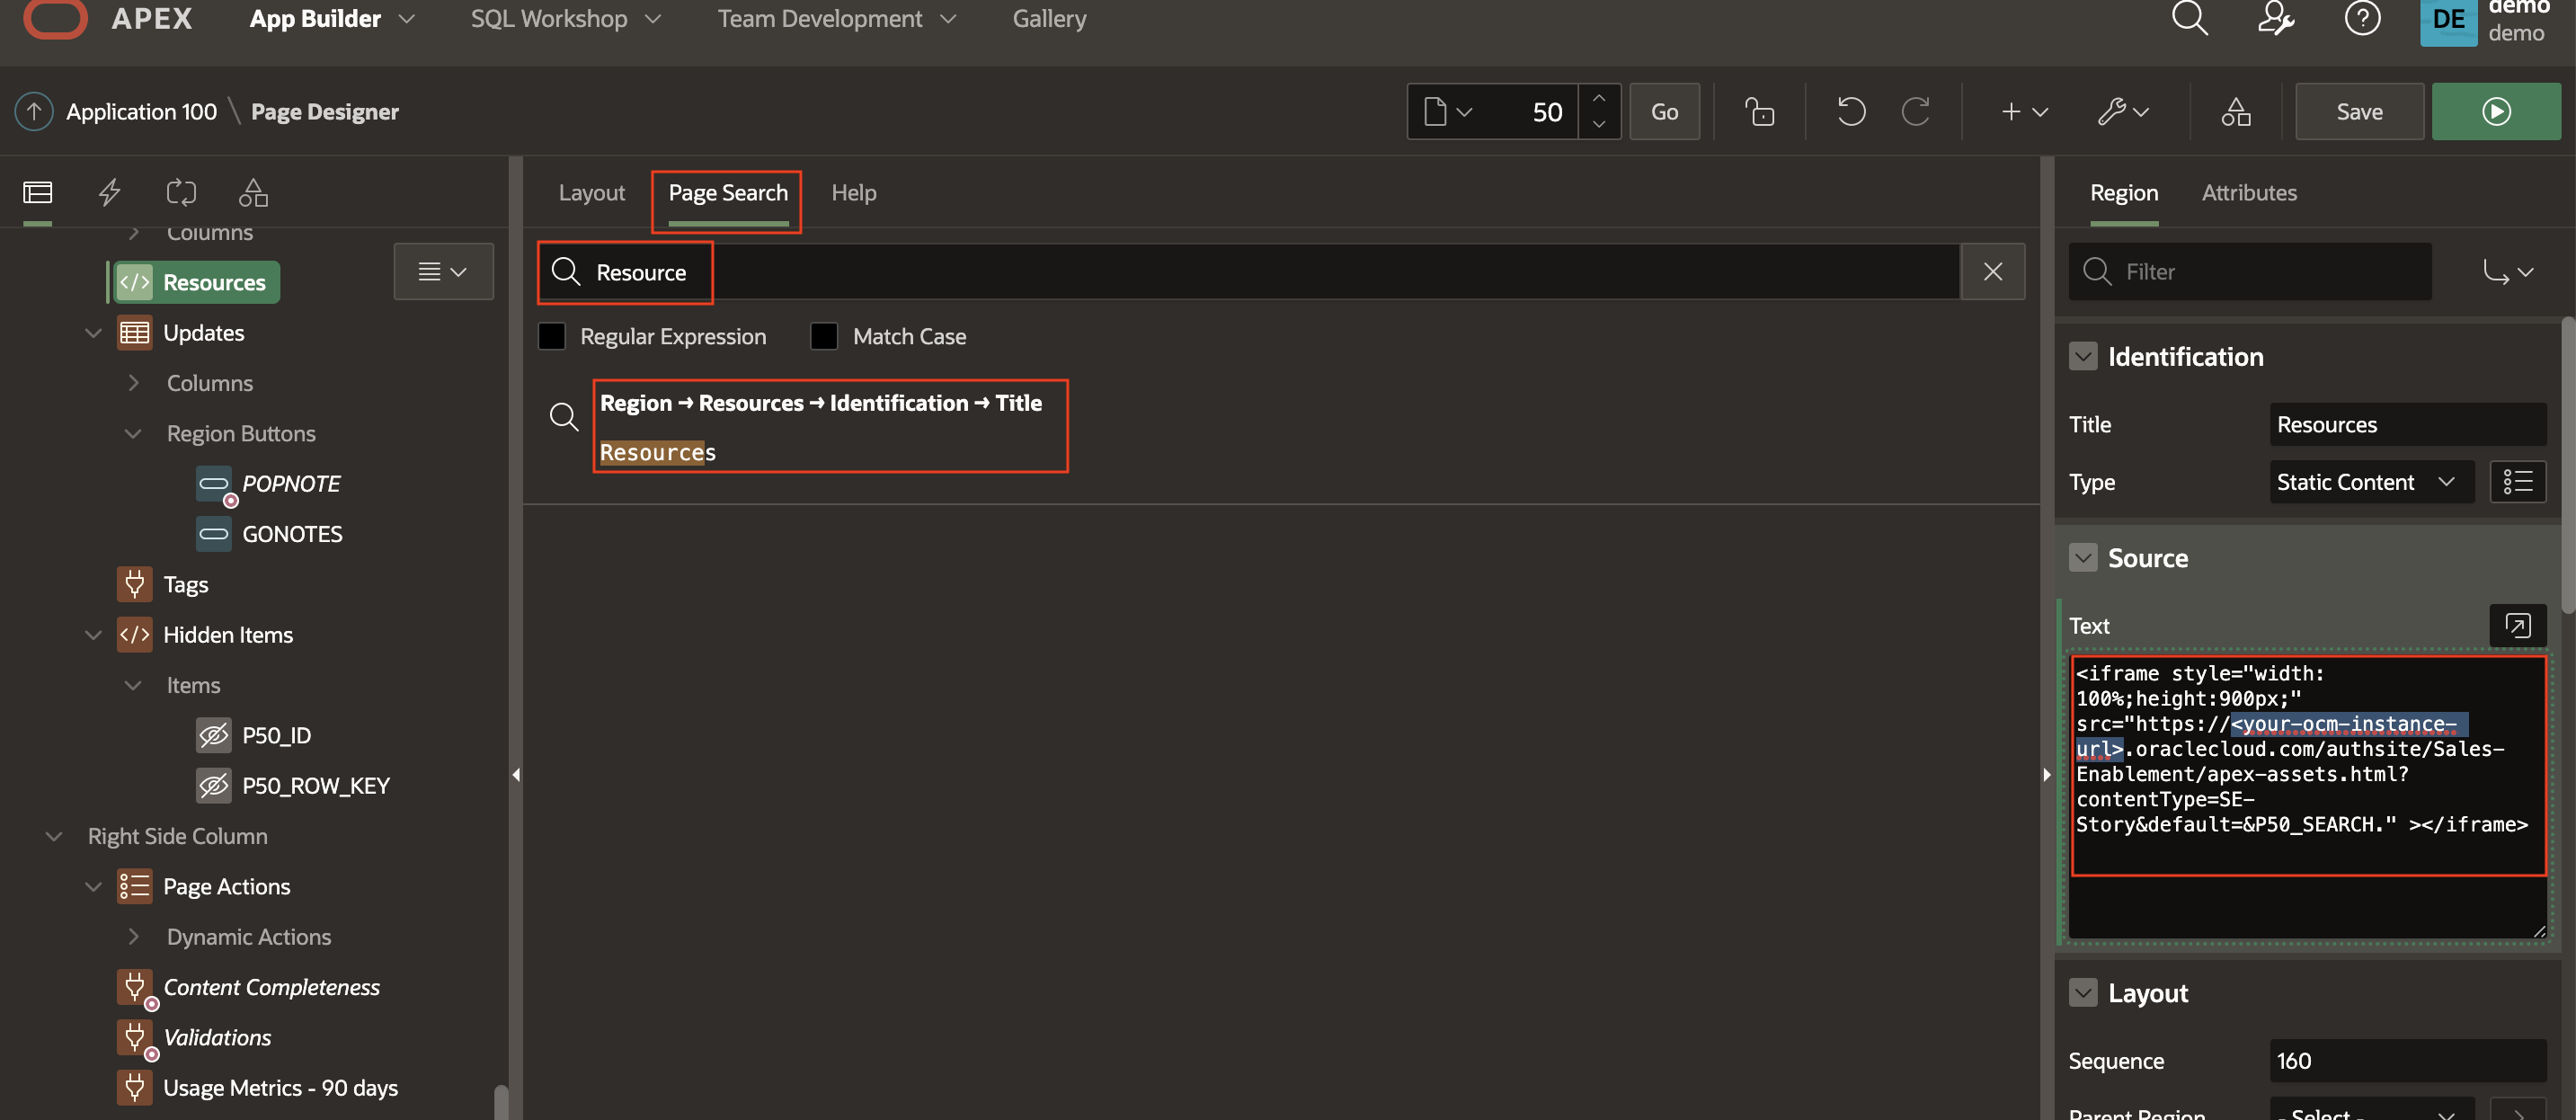 APEX App Builder SQL Workshop Team Development Gallery
DE demo
demo
Application 100 \ Page Designer
50 Go Save
Layout Page Search Help
Region Attributes
Columns
Resources
Updates
Columns
Region Buttons
POPNOTE
GONOTES
Tags
Hidden Items
Items
P50_ID
P50_ROW_KEY
Right Side Column
Page Actions
Dynamic Actions
Content Completeness
Validations
Usage Metrics - 90 days
Resource
Regular Expression Match Case
Region → Resources → Identification → Title
Resources
Filter
Identification
Title Resources
Type Static Content
Source
Text
<iframe style="width:
100%;height:900px;"
src="https://<your-ocm-instance-
url>.oraclecloud.com/authsite/Sales-
Enablement/apex-assets.html?
contentType=SE-
Story&default=&P50_SEARCH." ></iframe>
Layout
Sequence 160
Parent Region - Select -